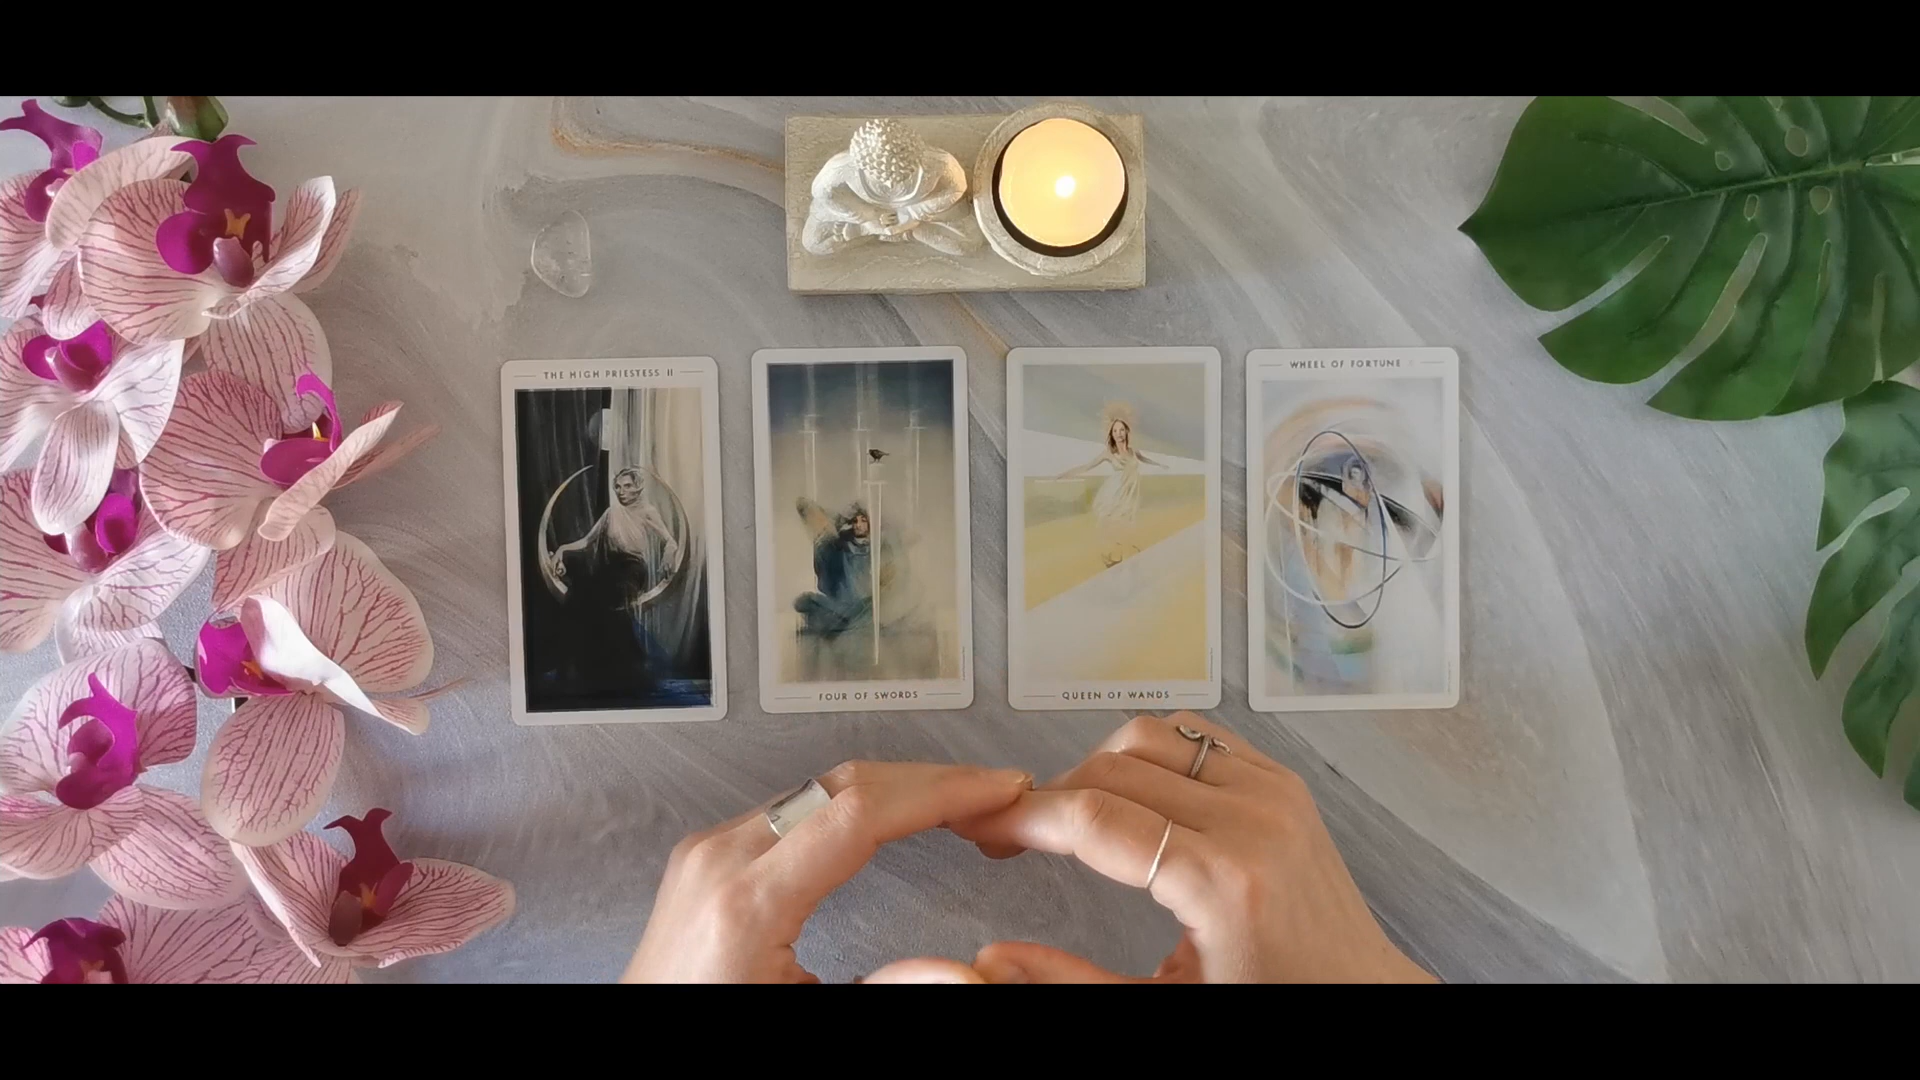 THE HIGH PRIESTESS II
FOUR OF SWORDS
QUEEN OF WANDS
WHEEL OF FORTUNE